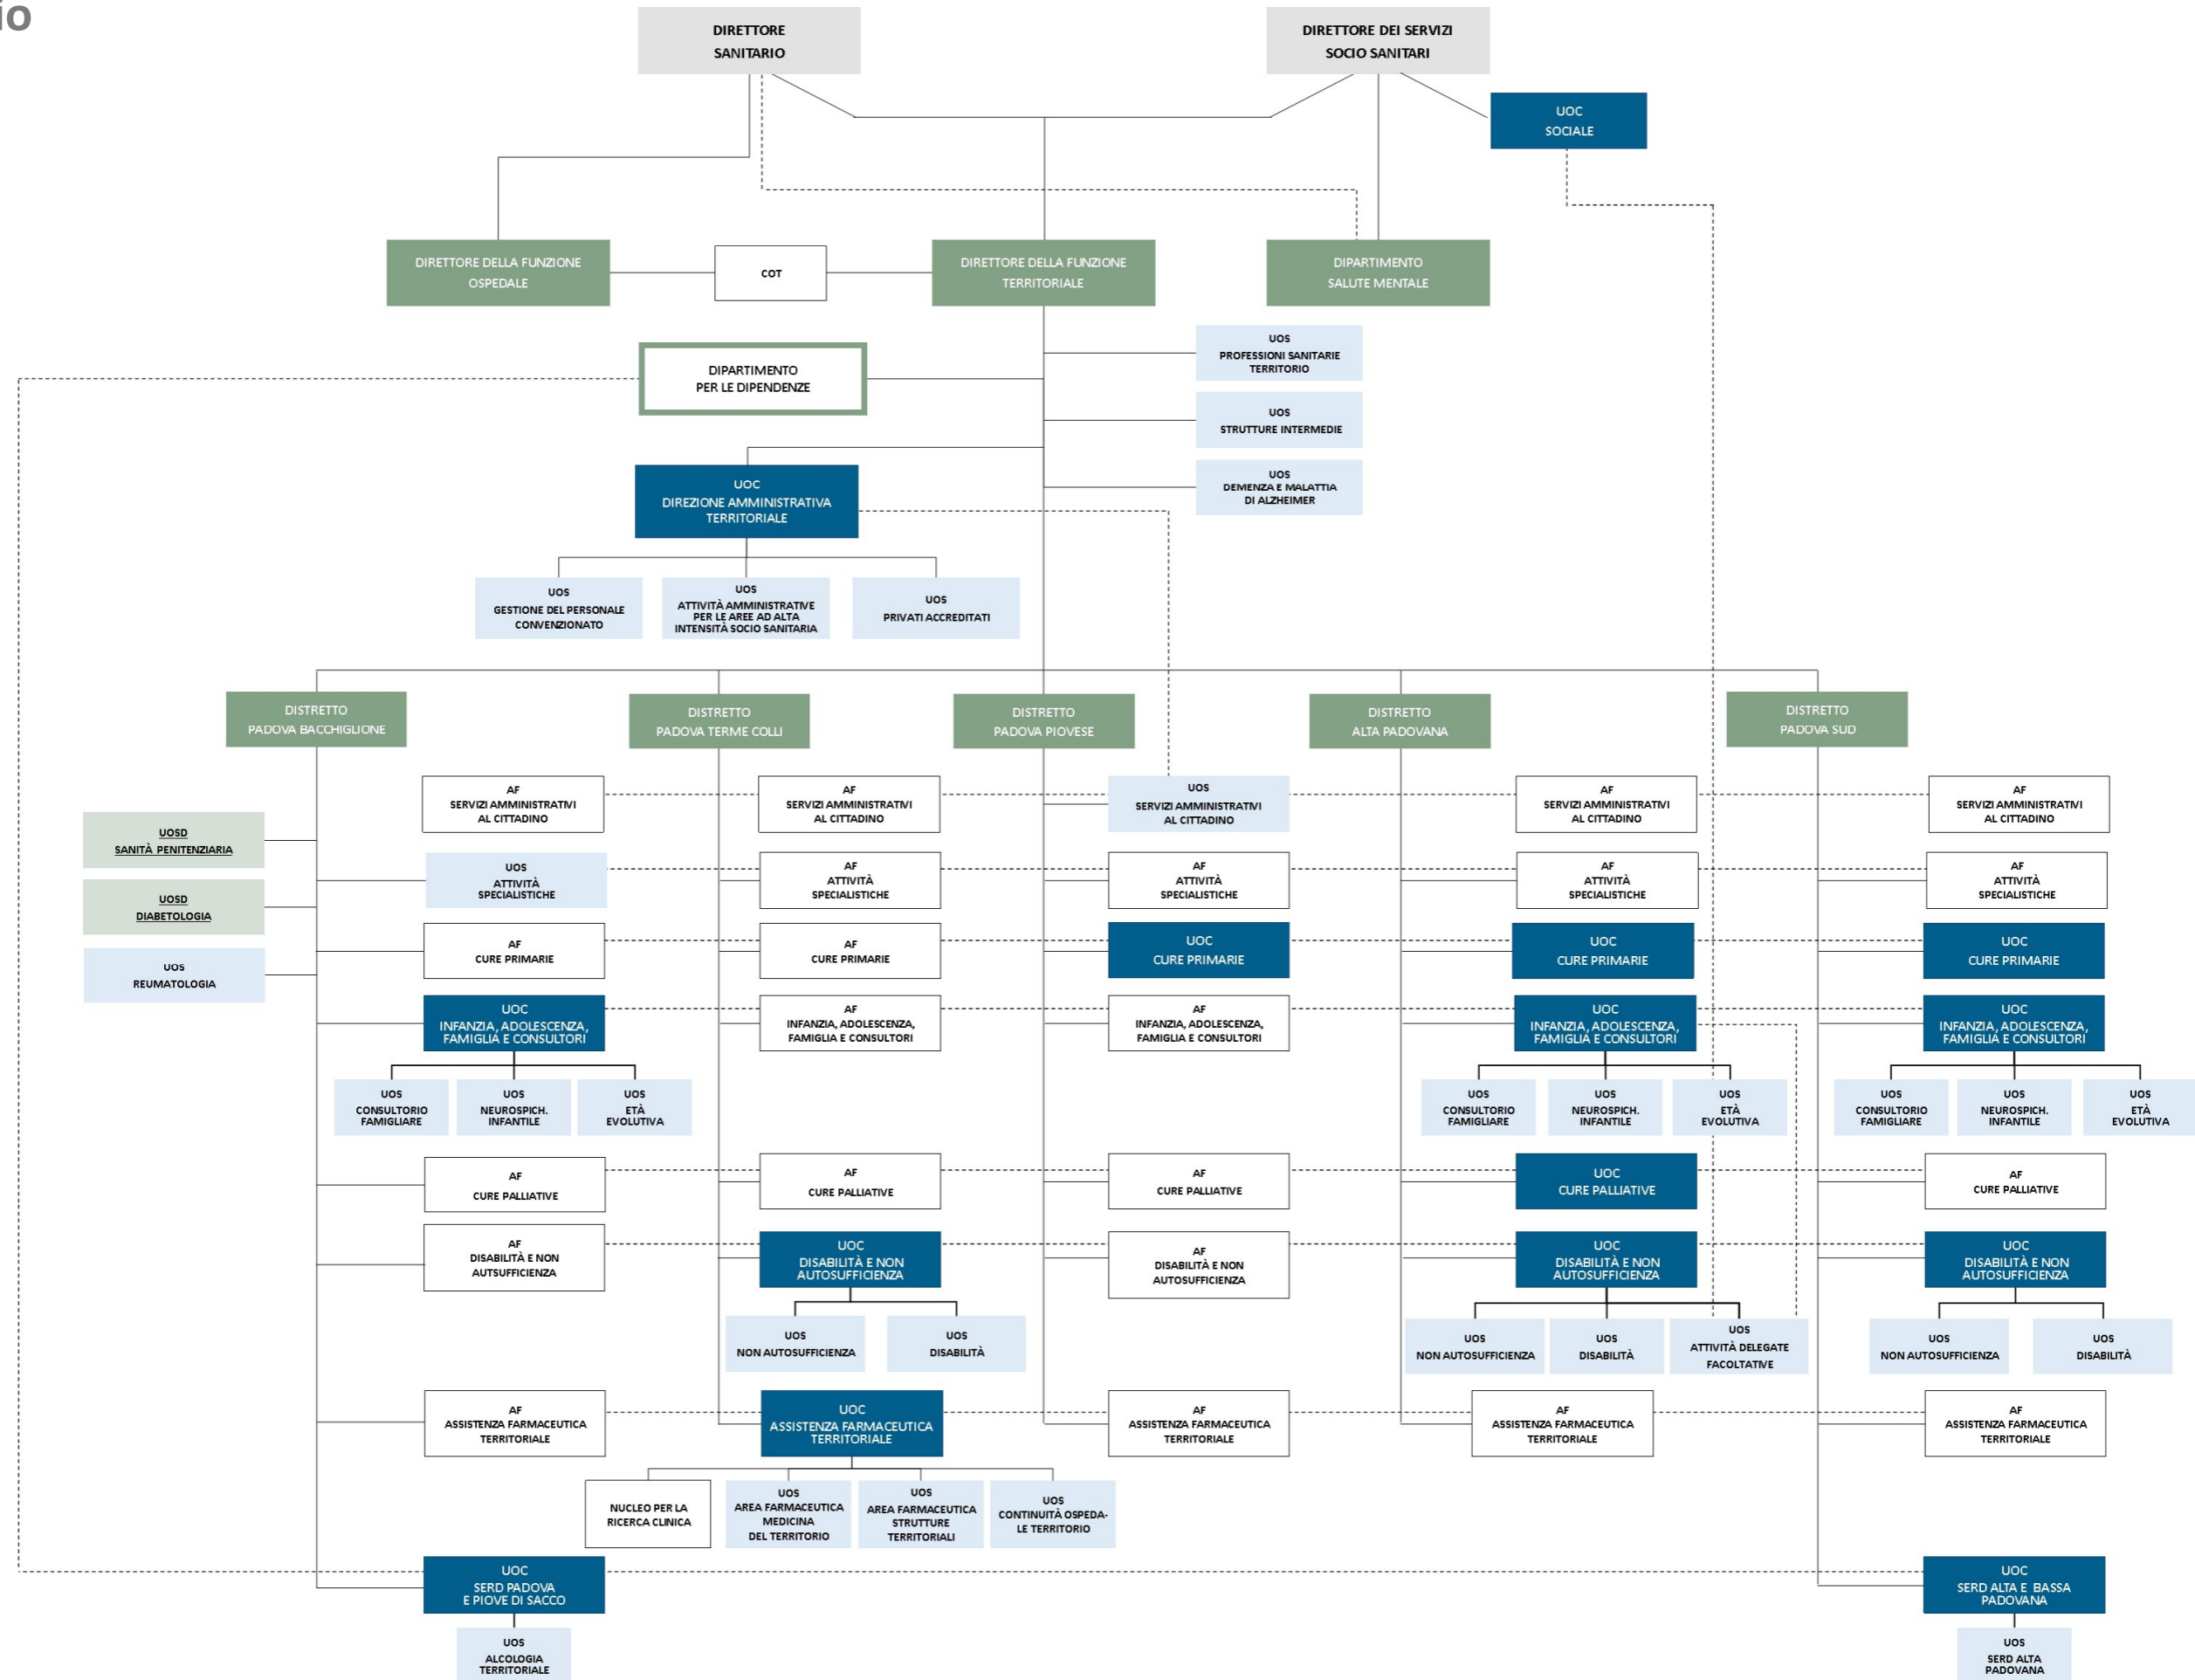 io
DIRETTORE
SANITARIO
DIRETTORE DEI SERVIZI
SOCIO SANITARI
UOC
SOCIALE
DIRETTORE DELLA FUNZIONE
OSPEDALE
COT
DIRETTORE DELLA FUNZIONE
TERRITORIALE
DIPARTIMENTO
SALUTE MENTALE
DIPARTIMENTO
PER LE DIPENDENZE
UOS
PROFESSIONI SANITARIE
TERRITORIO
UOS
STRUTTURE INTERMEDIE
UOS
DEMENZA E MALATTIA
DI ALZHEIMER
UOC
DIREZIONE AMMINISTRATIVA
TERRITORIALE
UOS
GESTIONE DEL PERSONALE
CONVENZIONATO
UOS
ATTIVITÀ AMMINISTRATIVE
PER LE AREE AD ALTA
INTENSITÀ SOCIO SANITARIA
UOS
PRIVATI ACCREDITATI
DISTRETTO
PADOVA BACCHIGLIONE
DISTRETTO
PADOVA TERME COLLI
DISTRETTO
PADOVA PIOVESE
DISTRETTO
ALTA PADOVANA
DISTRETTO
PADOVA SUD
AF
SERVIZI AMMINISTRATIVI
AL CITTADINO
AF
SERVIZI AMMINISTRATIVI
AL CITTADINO
UOS
SERVIZI AMMINISTRATIVI
AL CITTADINO
AF
SERVIZI AMMINISTRATIVI
AL CITTADINO
AF
SERVIZI AMMINISTRATIVI
AL CITTADINO
UOSD
SANITÀ PENITENZIARIA
UOS
ATTIVITÀ
SPECIALISTICHE
AF
ATTIVITÀ
SPECIALISTICHE
AF
ATTIVITÀ
SPECIALISTICHE
AF
ATTIVITÀ
SPECIALISTICHE
AF
ATTIVITÀ
SPECIALISTICHE
UOSD
DIABETOLOGIA
AF
CURE PRIMARIE
AF
CURE PRIMARIE
UOC
CURE PRIMARIE
UOC
CURE PRIMARIE
UOC
CURE PRIMARIE
UOS
REUMATOLOGIA
UOC
INFANZIA, ADOLESCENZA,
FAMIGLIA E CONSULTORI
AF
INFANZIA, ADOLESCENZA,
FAMIGLIA E CONSULTORI
AF
INFANZIA, ADOLESCENZA,
FAMIGLIA E CONSULTORI
UOC
INFANZIA, ADOLESCENZA,
FAMIGLIA E CONSULTORI
UOC
INFANZIA, ADOLESCENZA,
FAMIGLIA E CONSULTORI
UOS
CONSULTORIO
FAMIGLIARE
UOS
NEUROSPICH.
INFANTILE
UOS
ETÀ
EVOLUTIVA
UOS
CONSULTORIO
FAMIGLIARE
UOS
NEUROSPICH.
INFANTILE
UOS
ETÀ
EVOLUTIVA
UOS
CONSULTORIO
FAMIGLIARE
UOS
NEUROSPICH.
INFANTILE
UOS
ETÀ
EVOLUTIVA
AF
CURE PALLIATIVE
AF
CURE PALLIATIVE
AF
CURE PALLIATIVE
UOC
CURE PALLIATIVE
AF
CURE PALLIATIVE
AF
DISABILITÀ E NON
AUTSUFFICIENZA
UOC
DISABILITÀ E NON
AUTOSUFFICIENZA
AF
DISABILITÀ E NON
AUTOSUFFICIENZA
UOC
DISABILITÀ E NON
AUTOSUFFICIENZA
UOC
DISABILITÀ E NON
AUTOSUFFICIENZA
UOS
NON AUTOSUFFICIENZA
UOS
DISABILITÀ
UOS
NON AUTOSUFFICIENZA
UOS
DISABILITÀ
UOS
ATTIVITÀ DELEGATE
FACOLTATIVE
UOS
NON AUTOSUFFICIENZA
UOS
DISABILITÀ
AF
ASSISTENZA FARMACEUTICA
TERRITORIALE
UOC
ASSISTENZA FARMACEUTICA
TERRITORIALE
AF
ASSISTENZA FARMACEUTICA
TERRITORIALE
AF
ASSISTENZA FARMACEUTICA
TERRITORIALE
AF
ASSISTENZA FARMACEUTICA
TERRITORIALE
NUCLEO PER LA
RICERCA CLINICA
UOS
AREA FARMACEUTICA
MEDICINA
DEL TERRITORIO
UOS
AREA FARMACEUTICA
STRUTTURE
TERRITORIALI
UOS
CONTINUITÀ OSPEDA-
LE TERRITORIO
UOC
SERD PADOVA
E PIOVE DI SACCO
UOC
SERD ALTA E BASSA
PADOVANA
UOS
ALCOLOGIA
TERRITORIALE
UOS
SERD ALTA
PADOVANA